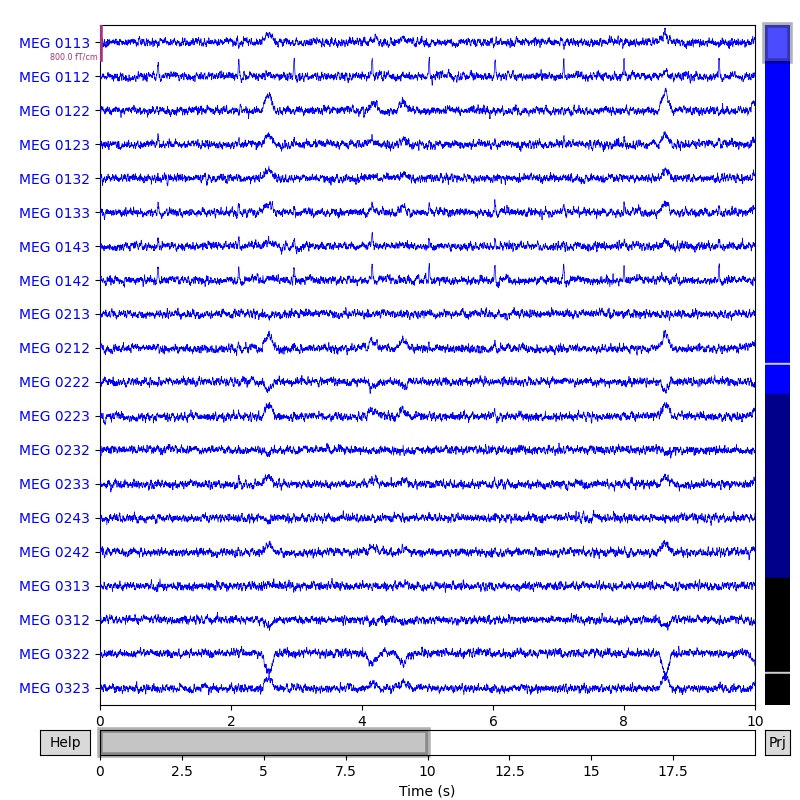 MEG 0113
800.0 fT/cm
MEG 0112
MEG 0122
MEG 0123
MEG 0132
MEG 0133
MEG 0143
MEG 0142
MEG 0213
MEG 0212
MEG 0222
MEG 0223
MEG 0232
MEG 0233
MEG 0243
MEG 0242
MEG 0313
MEG 0312
MEG 0322
MEG 0323
0 2 4 6 8 10
Help Prj
0 2.5 5 7.5 10 12.5 15 17.5
Time (s)